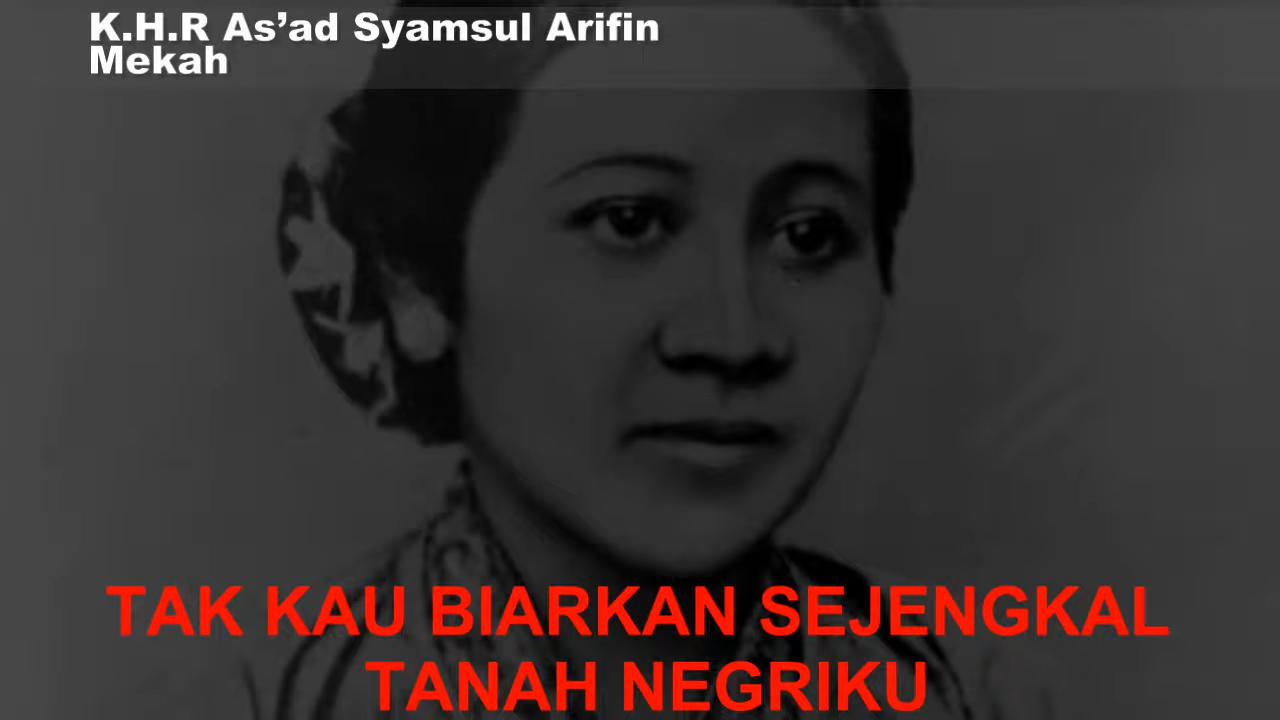 K.H.R As’ad Syamsul Arifin
Mekah
TAK KAU BIARKAN SEJENGKAL
TANAH NEGRIKU